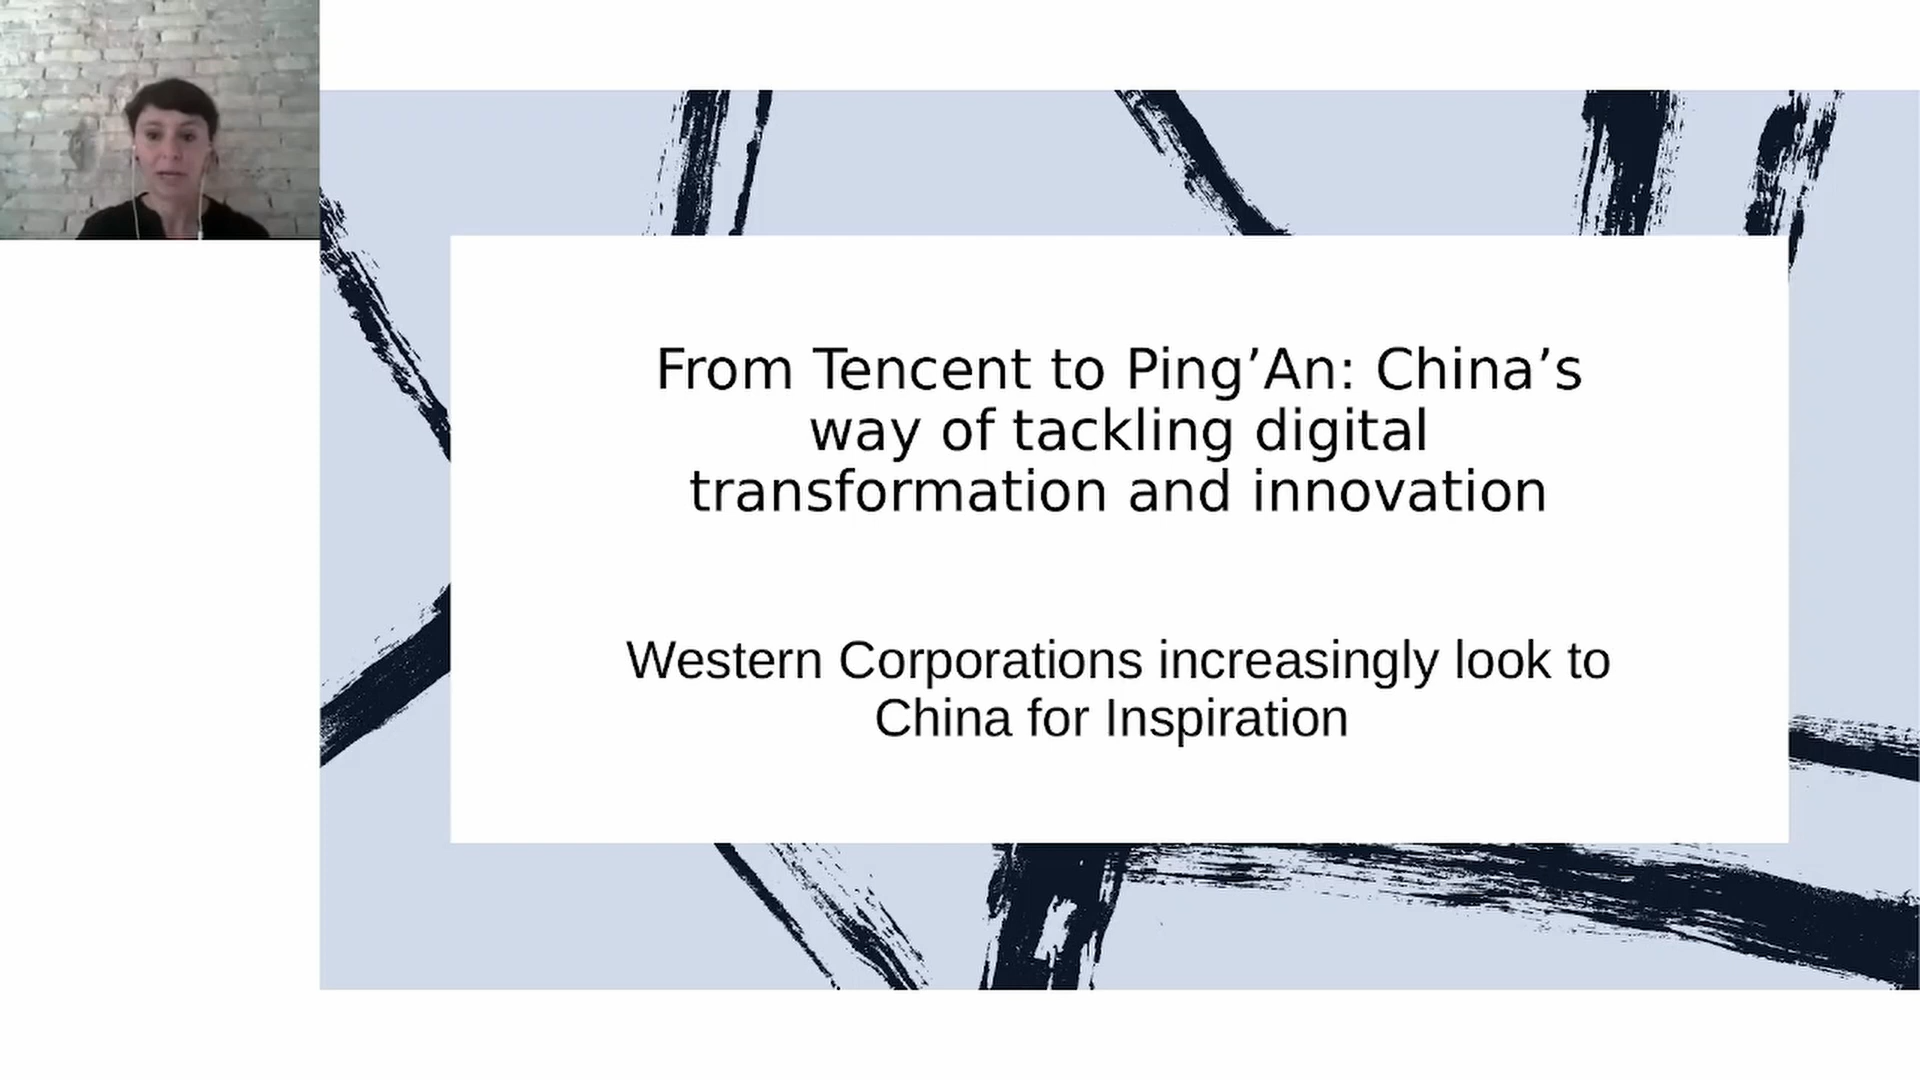 From Tencent to Ping’An: China’s
way of tackling digital
transformation and innovation
Western Corporations increasingly look to
China for Inspiration